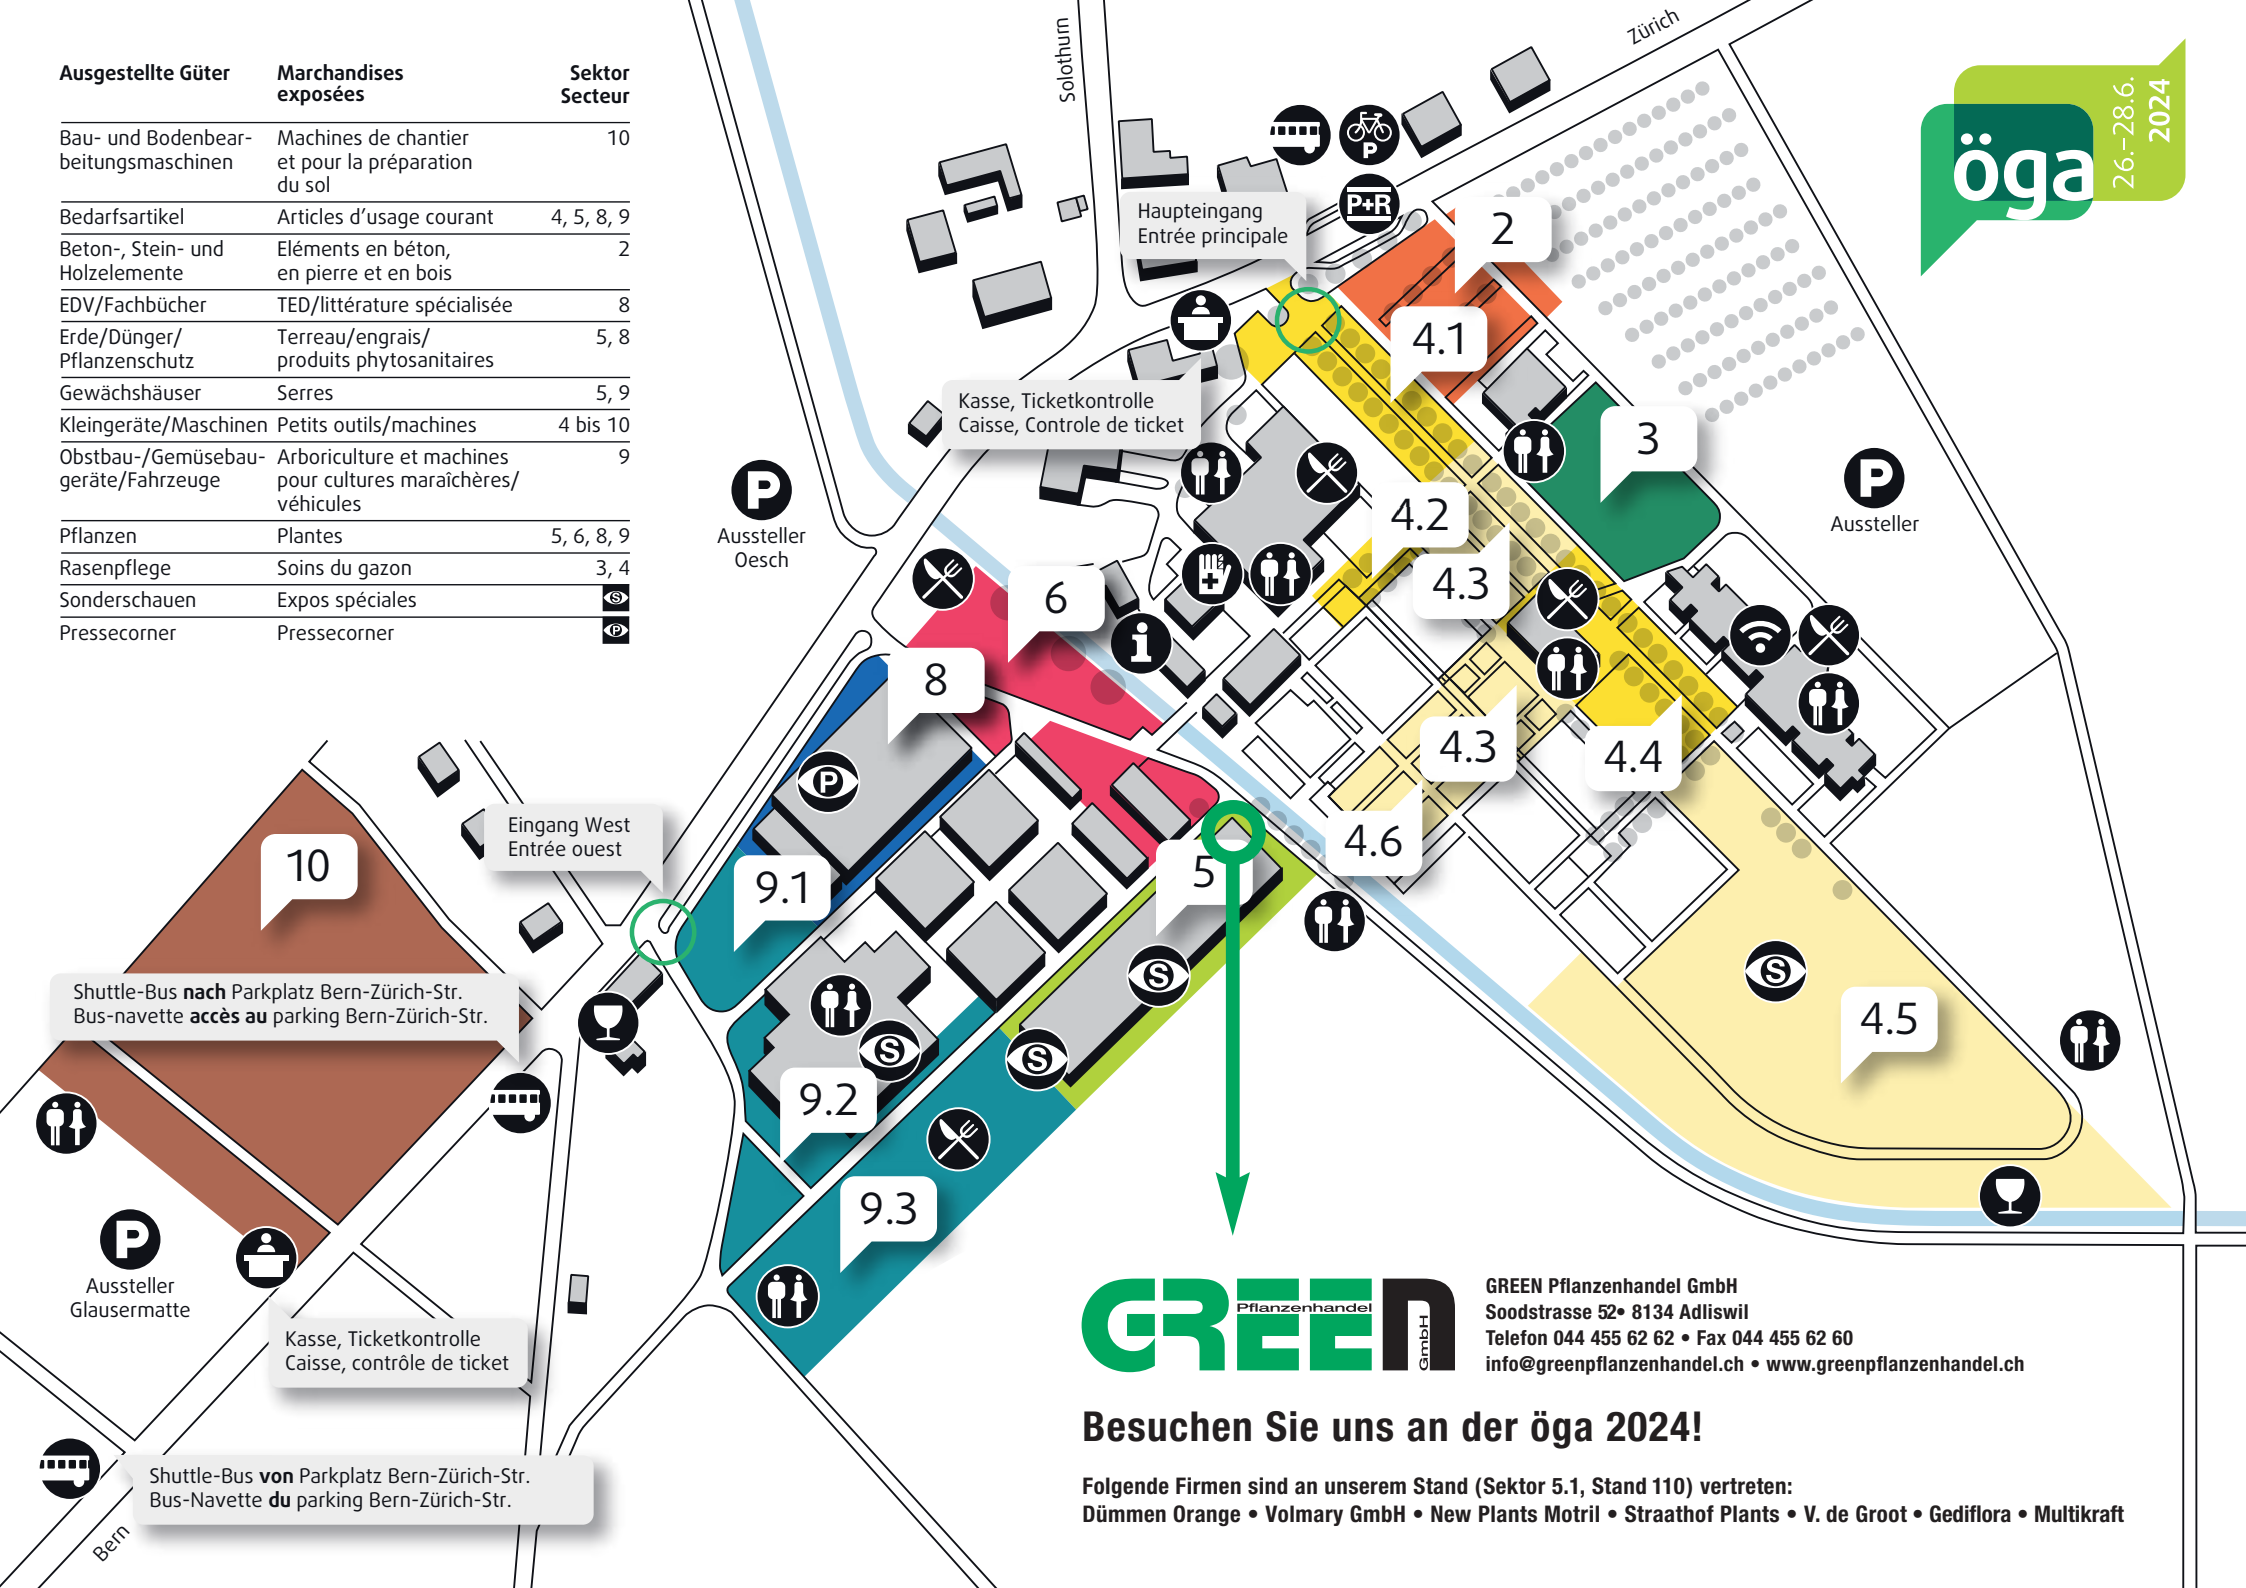 Ausgestellte Güter Marchandises exposées Sektor Secteur
Bau- und Bodenbear-beitungsmaschinen Machines de chantier et pour la préparation du sol 10
Bedarfsartikel Articles d’usage courant 4, 5, 8, 9
Beton-, Stein- und Holzelemente Eléments en béton, en pierre et en bois 2
EDV/Fachbücher TED/littérature spécialisée 8
Erde/Dünger/Pflanzenschutz Terreau/engrais/produits phytosanitaires 5, 8
Gewächshäuser Serres 5, 9
Kleingeräte/Maschinen Petits outils/machines 4 bis 10
Obstbau-/Gemüsebau-geräte/Fahrzeuge Arboriculture et machines pour cultures maraîchères/véhicules 9
Pflanzen Plantes 5, 6, 8, 9
Rasenpflege Soins du gazon 3, 4
Sonderschauen Expos spéciales S
Pressecorner Pressecorner P
Solothurn
Zürich
öga
26.–28.6.
2024
P
P+R
Haupteingang
Entrée principale
2
4.1
3
Kasse, Ticketkontrolle
Caisse, Controle de ticket
P
Aussteller
Oesch
P
Aussteller
4.2
4.3
6
i
8
4.3
4.4
P
Eingang West
Entrée ouest
10
9.1
5
4.6
S
S
4.5
Shuttle-Bus nach Parkplatz Bern-Zürich-Str.
Bus-navette accès au parking Bern-Zürich-Str.
S
S
9.2
9.3
P
Aussteller
Glausermatte
Kasse, Ticketkontrolle
Caisse, contrôle de ticket
Shuttle-Bus von Parkplatz Bern-Zürich-Str.
Bus-Navette du parking Bern-Zürich-Str.
Bern
GREEN
Pflanzenhandel
GmbH
GREEN Pflanzenhandel GmbH
Soodstrasse 52• 8134 Adliswil
Telefon 044 455 62 62 • Fax 044 455 62 60
info@greenpflanzenhandel.ch • www.greenpflanzenhandel.ch
Besuchen Sie uns an der öga 2024!
Folgende Firmen sind an unserem Stand (Sektor 5.1, Stand 110) vertreten:
Dümmen Orange • Volmary GmbH • New Plants Motril • Straathof Plants • V. de Groot • Gediflora • Multikraft